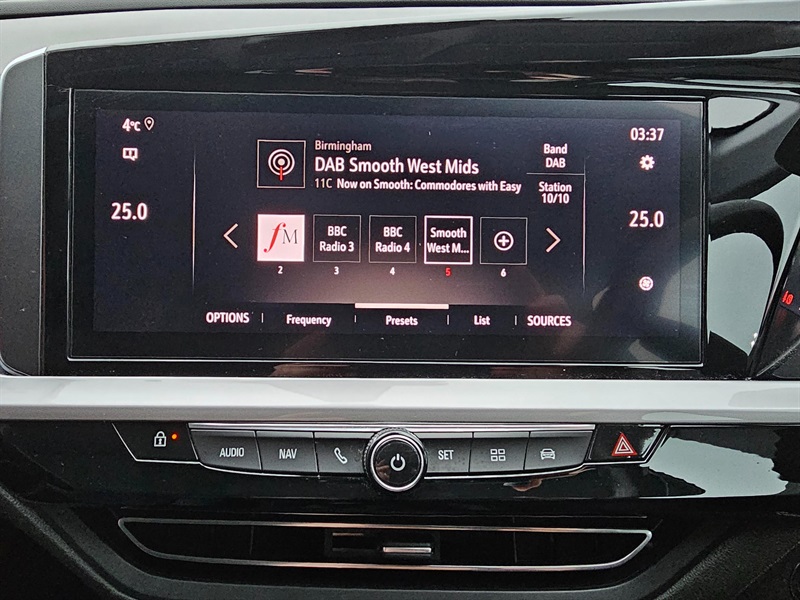 4°C
03:37
Birmingham
DAB Smooth West Mids
11C Now on Smooth: Commodores with Easy
Band
DAB
Station
10/10
25.0
25.0
fM
BBC
Radio 3
BBC
Radio 4
Smooth
West M...
2
3
4
5
6
OPTIONS
Frequency
Presets
List
SOURCES
AUDIO
NAV
SET